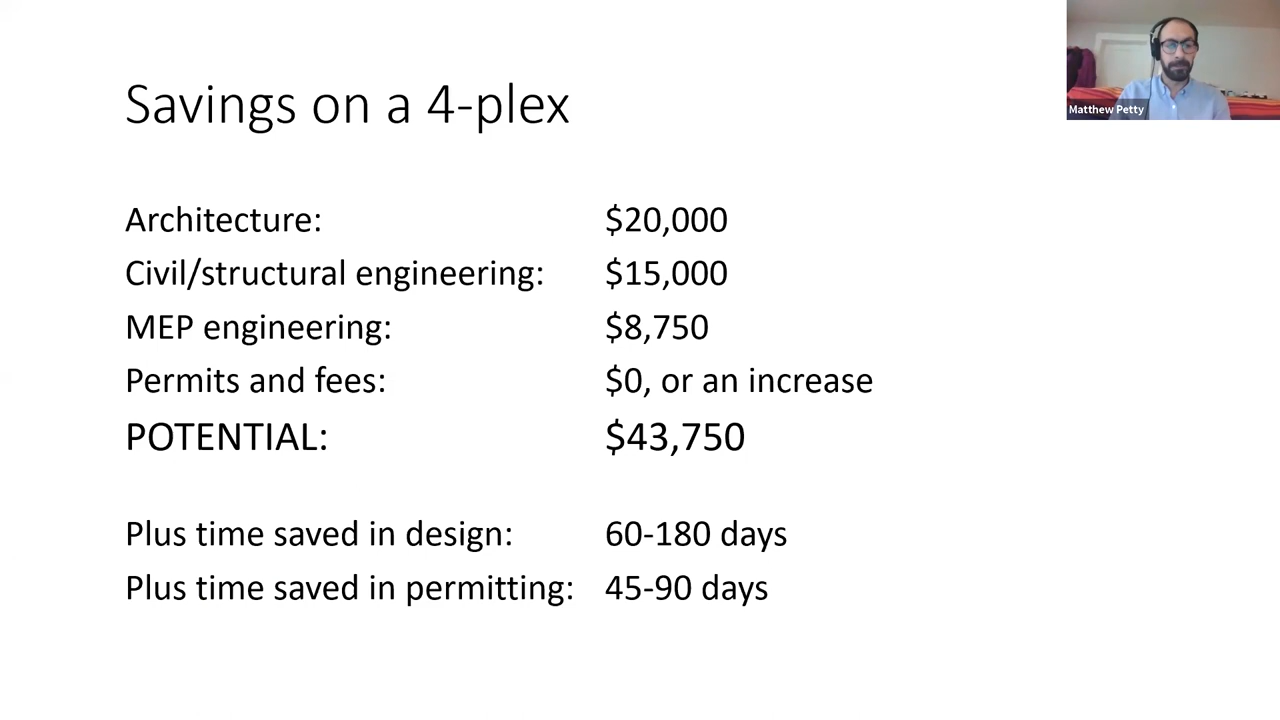 Savings on a 4-plex
Matthew Petty
Architecture: $20,000
Civil/structural engineering: $15,000
MEP engineering: $8,750
Permits and fees: $0, or an increase
POTENTIAL: $43,750
Plus time saved in design: 60-180 days
Plus time saved in permitting: 45-90 days